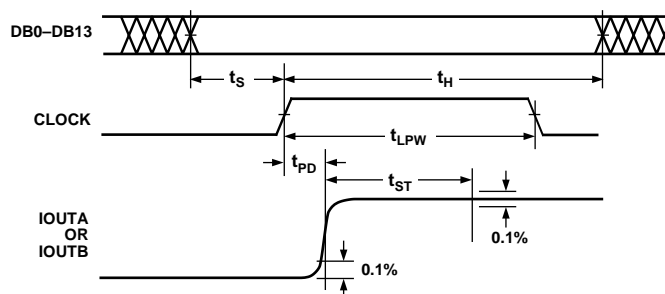 DB0–DB13
tS
tH
CLOCK
tLPW
tPD
tST
IOUTA
OR
IOUTB
0.1%
0.1%